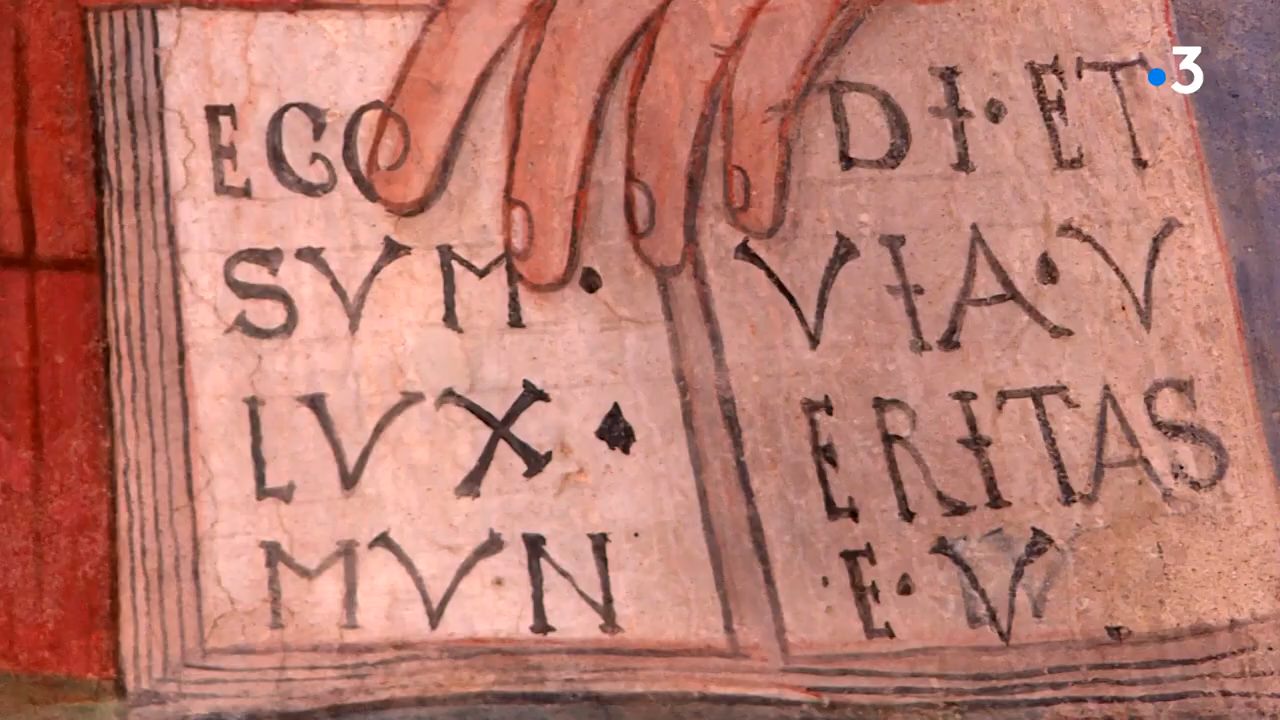 EGO
SVM ·
LVX ·
MVN
DI · ET
VIA · V
ERITAS
· E · V
3